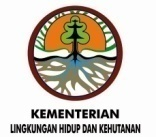 KEMENTERIAN
LINGKUNGAN HIDUP DAN KEHUTANAN